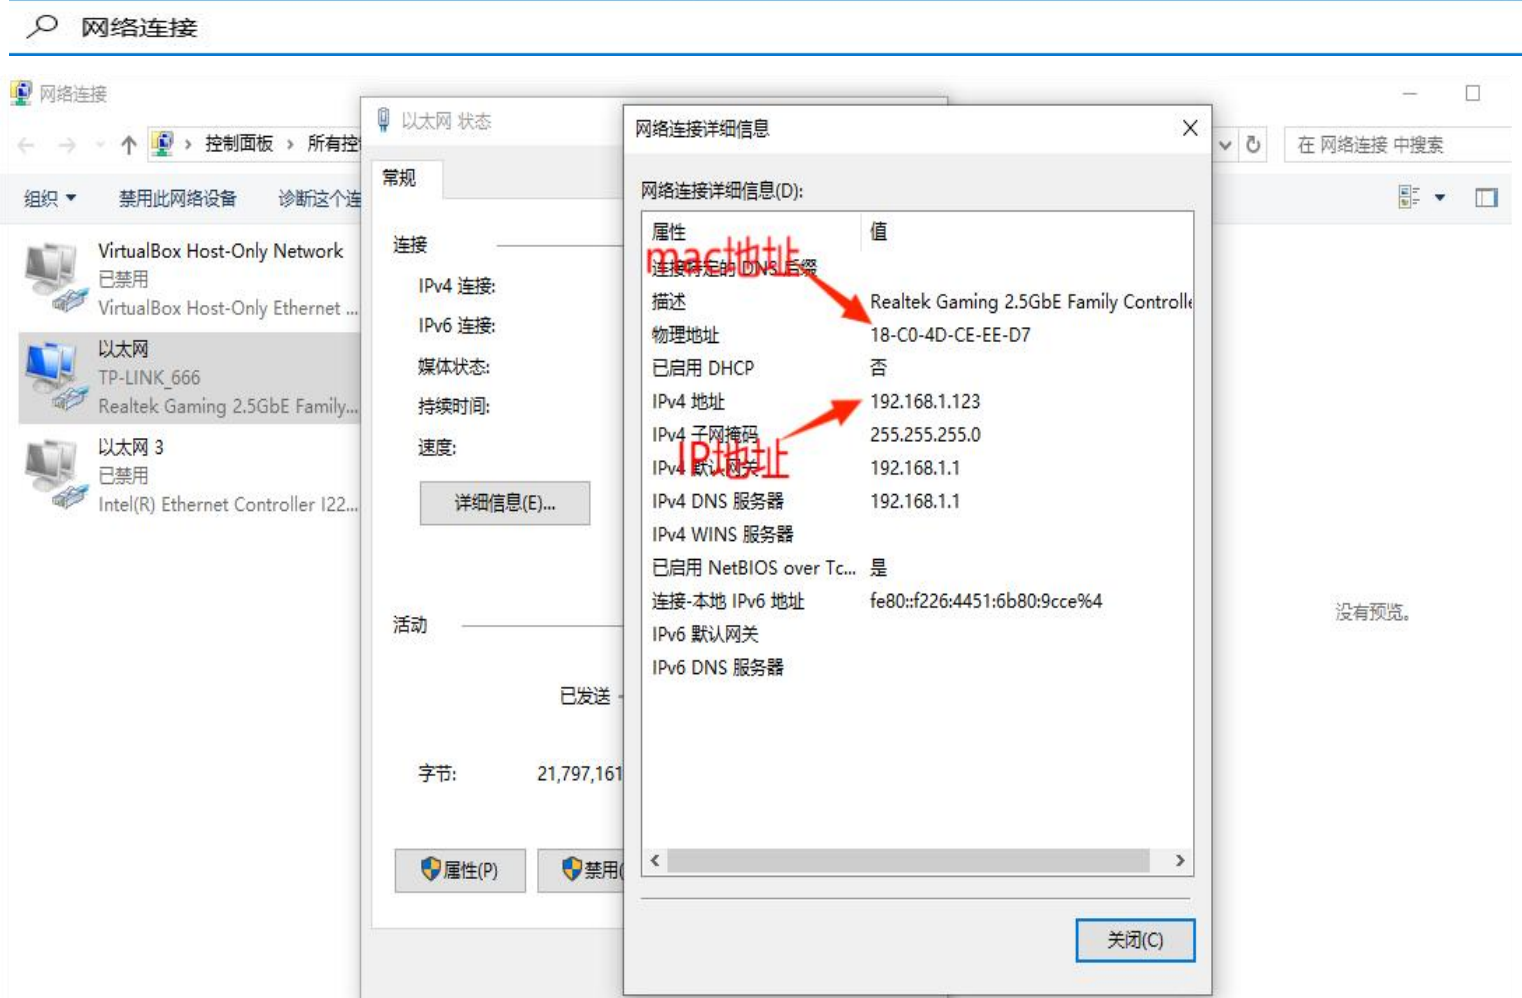 网络连接
网络连接
控制面板 › 所有控
在 网络连接 中搜索
组织
禁用此网络设备
诊断这个连
VirtualBox Host-Only Network
已禁用
VirtualBox Host-Only Ethernet ...
以太网
TP-LINK_666
Realtek Gaming 2.5GbE Family...
以太网 3
已禁用
Intel(R) Ethernet Controller I22...
以太网 状态
常规
连接
IPv4 连接:
IPv6 连接:
媒体状态:
持续时间:
速度:
详细信息(E)...
活动
已发送
字节:
21,797,161
属性(P)
禁用(
网络连接详细信息
网络连接详细信息(D):
属性 值
mac地址
连接特定的 DNS 后缀
描述 Realtek Gaming 2.5GbE Family Controlle
物理地址 18-C0-4D-CE-EE-D7
已启用 DHCP 否
IPv4 地址 192.168.1.123
IPv4 子网掩码 255.255.255.0
IP地址
IPv4 默认网关 192.168.1.1
IPv4 DNS 服务器 192.168.1.1
IPv4 WINS 服务器
已启用 NetBIOS over Tc... 是
连接-本地 IPv6 地址 fe80::f226:4451:6b80:9cce%4
IPv6 默认网关
IPv6 DNS 服务器
关闭(C)
没有预览。